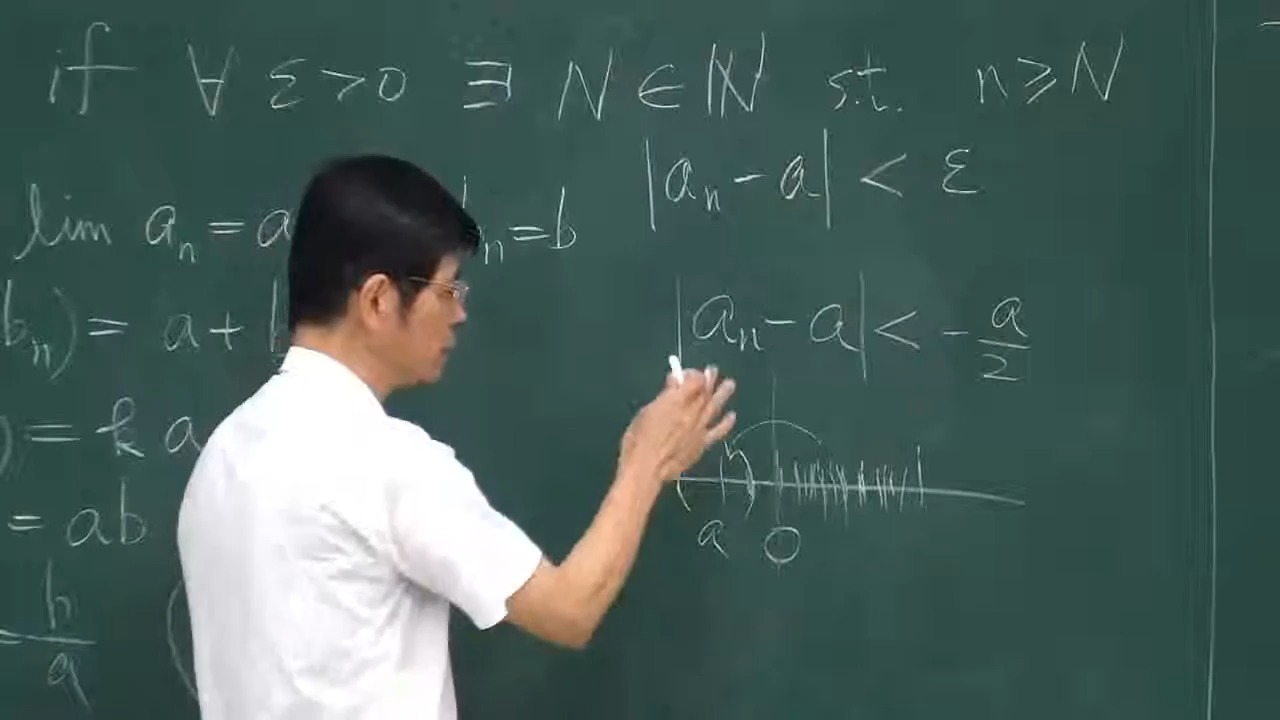 if ∀ ε>0 ∃ N ∈ ℕ s.t. n ≥ N
|aₙ - a| < ε
lim aₙ = a
ₙ = b
bₙ) = a +
|aₙ - a| < - a/2
) = k a
= ab
= b/a
a 0